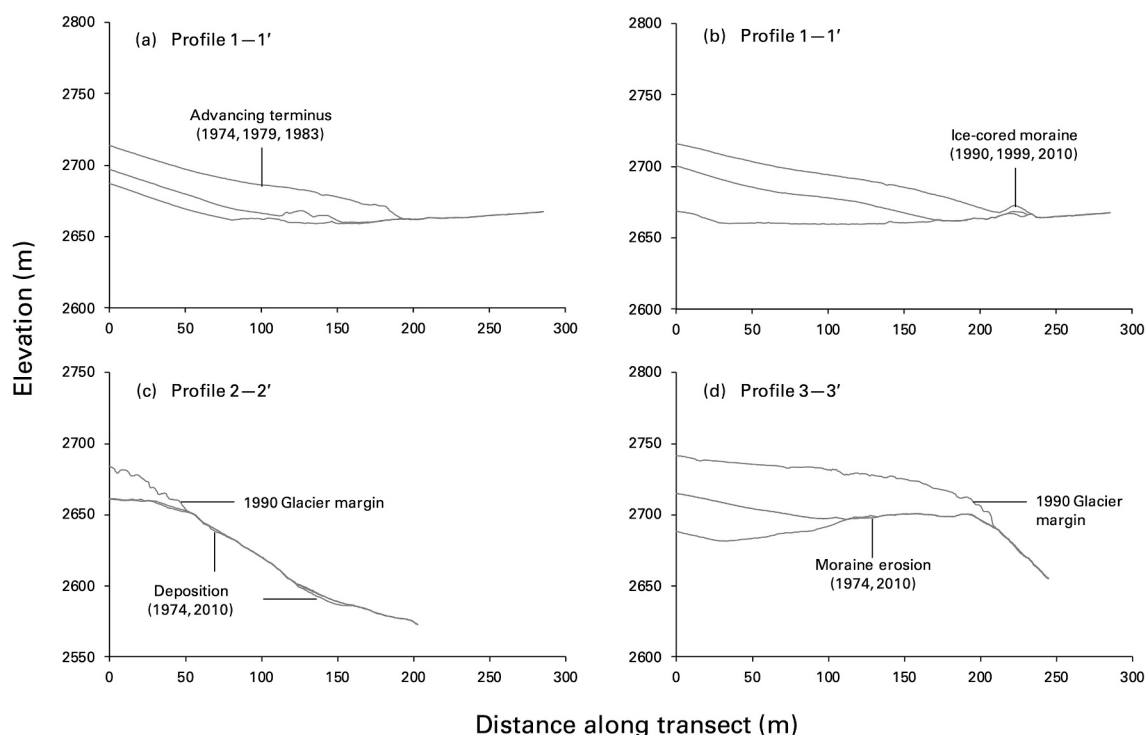 Elevation (m)
(a) Profile 1—1′
2800
2750
2700
2650
2600
Advancing terminus
(1974, 1979, 1983)
0 50 100 150 200 250 300
(b) Profile 1—1′
2800
2750
2700
2650
2600
Ice-cored moraine
(1990, 1999, 2010)
0 50 100 150 200 250 300
(c) Profile 2—2′
2750
2700
2650
2600
2550
1990 Glacier margin
Deposition
(1974, 2010)
0 50 100 150 200 250 300
(d) Profile 3—3′
2800
2750
2700
2650
2600
1990 Glacier
margin
Moraine erosion
(1974, 2010)
0 50 100 150 200 250 300
Distance along transect (m)